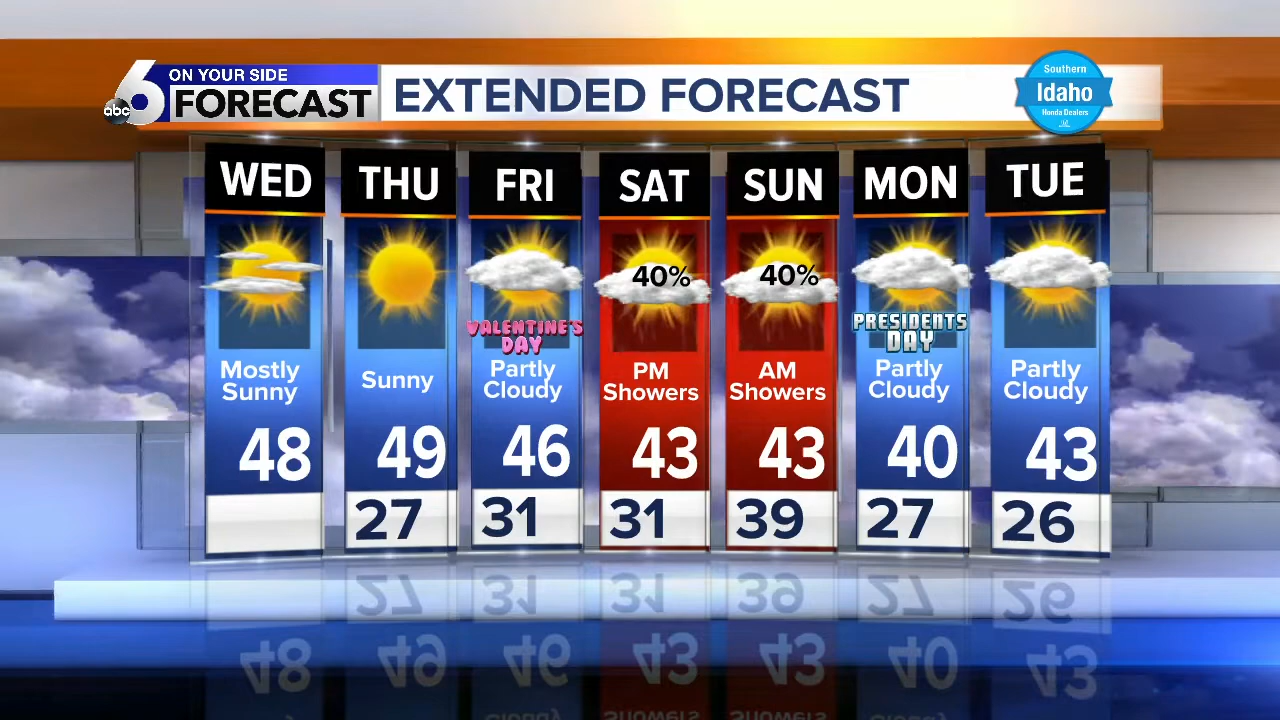 ON YOUR SIDE
abc 6 FORECAST
EXTENDED FORECAST
Southern
Idaho
Honda Dealers
WED
THU
FRI
SAT
SUN
MON
TUE
40%
40%
VALENTINE'S
DAY
PRESIDENTS
DAY
Mostly
Sunny
Sunny
Partly
Cloudy
PM
Showers
AM
Showers
Partly
Cloudy
Partly
Cloudy
48
49
46
43
43
40
43
27
31
31
39
27
26